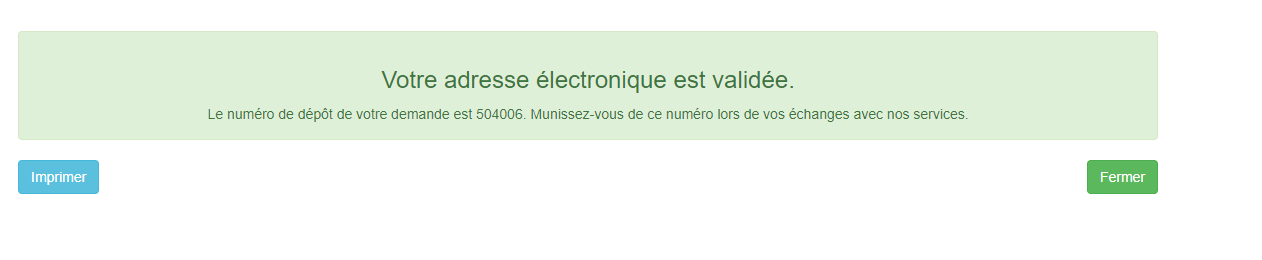 Votre adresse électronique est validée.
Le numéro de dépôt de votre demande est 504006. Munissez-vous de ce numéro lors de vos échanges avec nos services.
Imprimer
Fermer